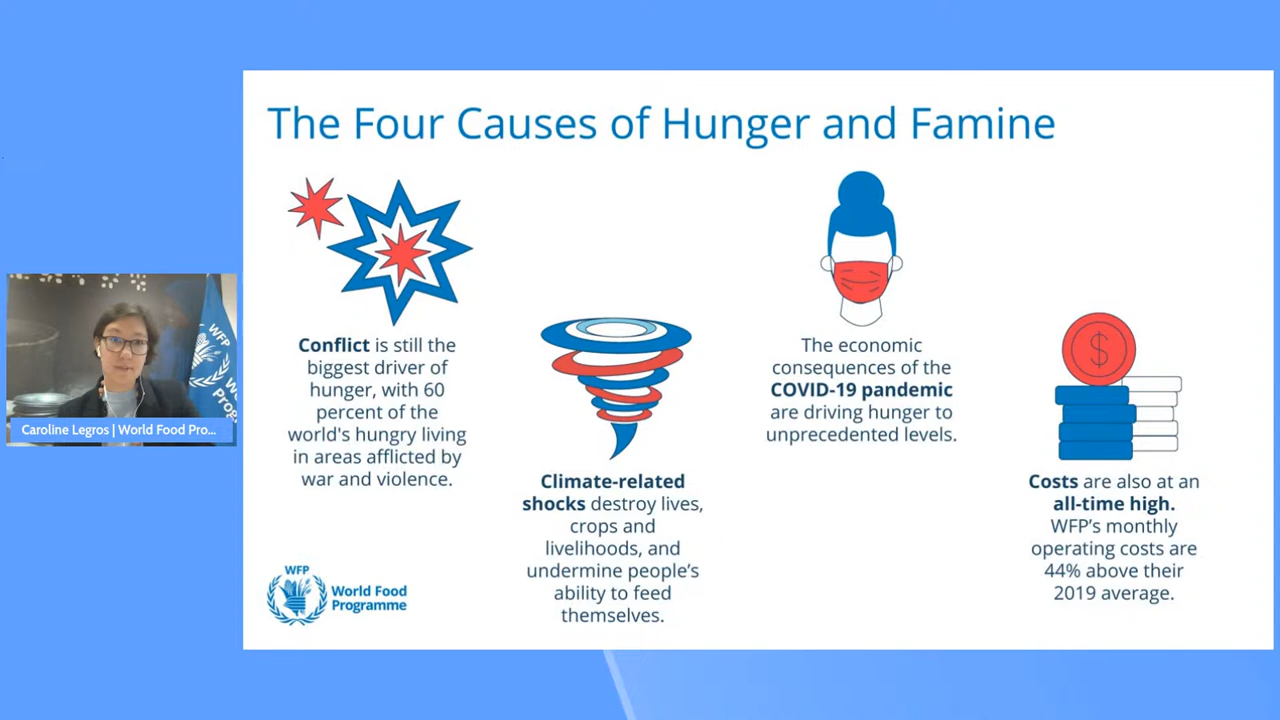 The Four Causes of Hunger and Famine
Conflict is still the
biggest driver of
hunger, with 60
percent of the
world's hungry living
in areas afflicted by
war and violence.
Climate-related
shocks destroy lives,
crops and
livelihoods, and
undermine people’s
ability to feed
themselves.
The economic
consequences of the
COVID-19 pandemic
are driving hunger to
unprecedented levels.
$
Costs are also at an
all-time high.
WFP’s monthly
operating costs are
44% above their
2019 average.
WFP
World Food
Programme
WFP
Caroline Legros | World Food Pro...